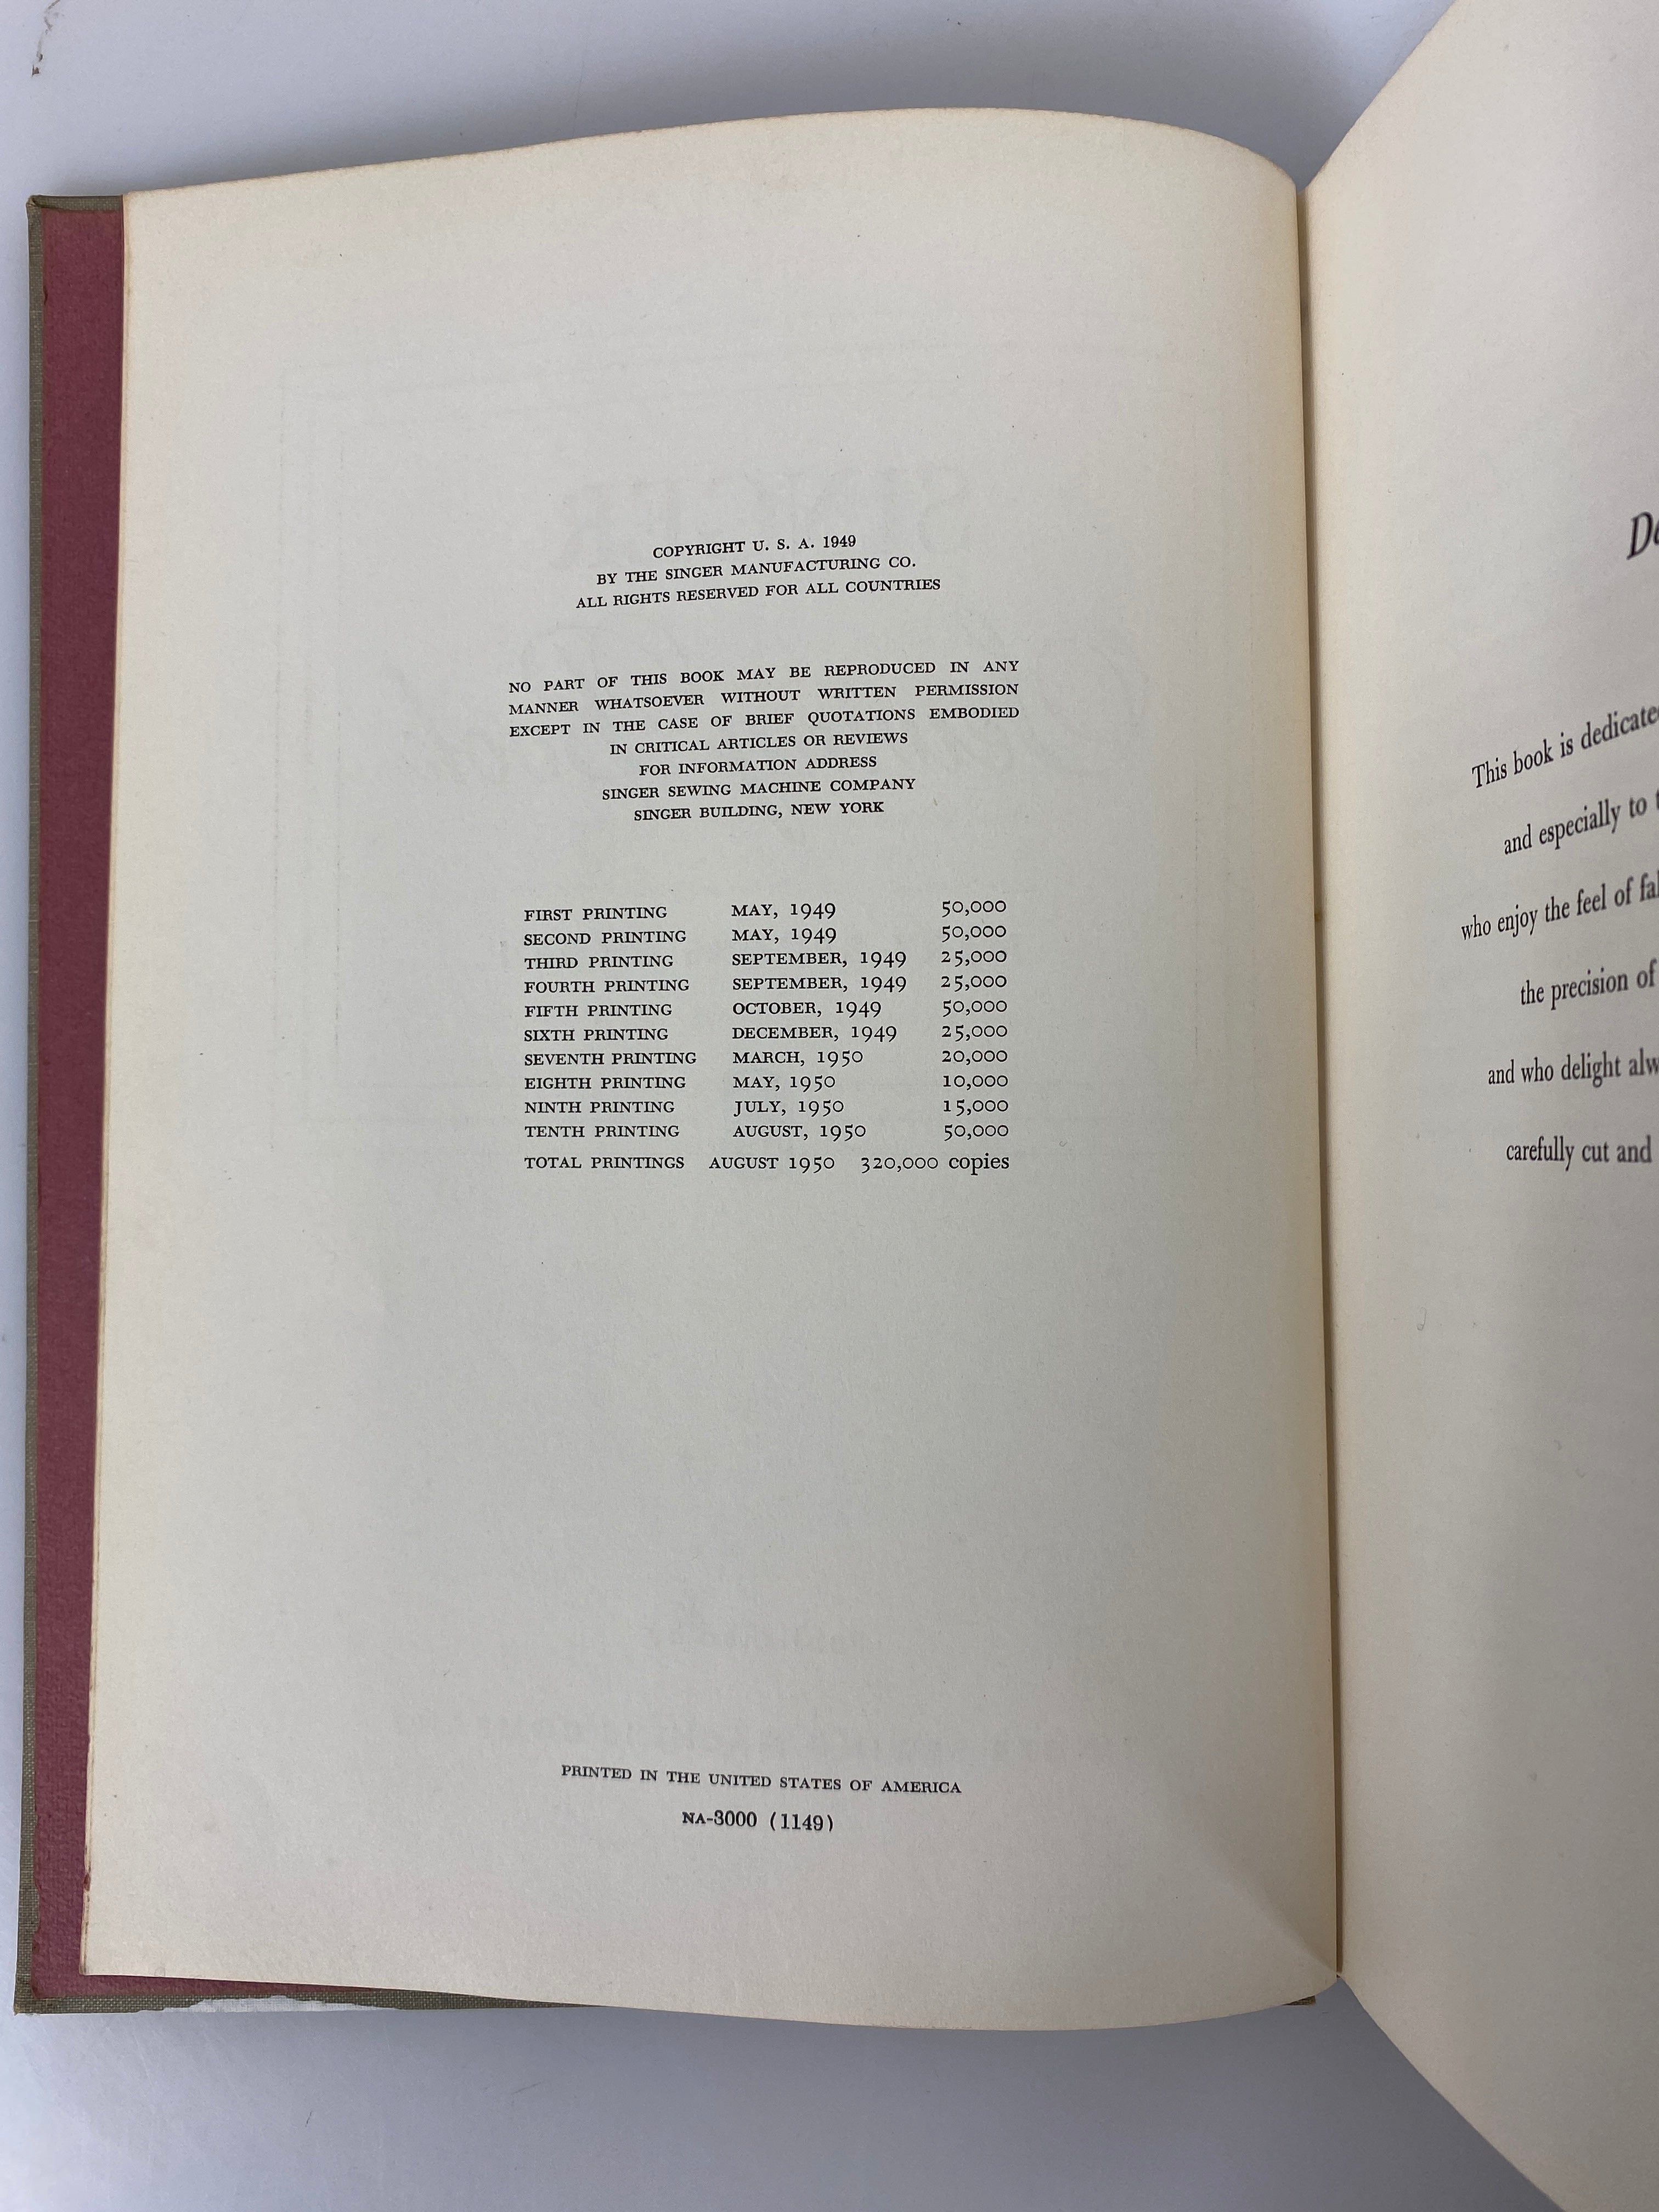 COPYRIGHT U. S. A. 1949
BY THE SINGER MANUFACTURING CO.
ALL RIGHTS RESERVED FOR ALL COUNTRIES
NO PART OF THIS BOOK MAY BE REPRODUCED IN ANY
MANNER WHATSOEVER WITHOUT WRITTEN PERMISSION
EXCEPT IN THE CASE OF BRIEF QUOTATIONS EMBODIED
IN CRITICAL ARTICLES OR REVIEWS
FOR INFORMATION ADDRESS
SINGER SEWING MACHINE COMPANY
SINGER BUILDING, NEW YORK
FIRST PRINTING MAY, 1949 50,000
SECOND PRINTING MAY, 1949 50,000
THIRD PRINTING SEPTEMBER, 1949 25,000
FOURTH PRINTING SEPTEMBER, 1949 25,000
FIFTH PRINTING OCTOBER, 1949 50,000
SIXTH PRINTING DECEMBER, 1949 25,000
SEVENTH PRINTING MARCH, 1950 20,000
EIGHTH PRINTING MAY, 1950 10,000
NINTH PRINTING JULY, 1950 15,000
TENTH PRINTING AUGUST, 1950 50,000
TOTAL PRINTINGS AUGUST 1950 320,000 copies
PRINTED IN THE UNITED STATES OF AMERICA
NA-3000 (1149)
This book is
and especially to
who enjoy the feel of
the precision of
and who delight
carefully cut and